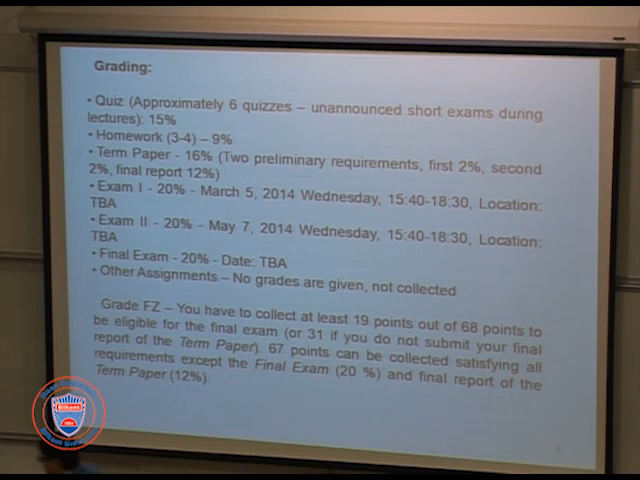 Grading:
• Quiz (Approximately 6 quizzes – unannounced short exams during
lectures): 15%
• Homework (3-4) – 9%
• Term Paper - 16% (Two preliminary requirements, first 2%, second
2%, final report 12%)
• Exam I - 20% - March 5, 2014 Wednesday, 15:40-18:30, Location:
TBA
• Exam II - 20% - May 7, 2014 Wednesday, 15:40-18:30, Location:
TBA
• Final Exam - 20% - Date: TBA
• Other Assignments – No grades are given, not collected
Grade FZ – You have to collect at least 19 points out of 68 points to
be eligible for the final exam (or 31 if you do not submit your final
report of the Term Paper). 67 points can be collected satisfying all
requirements except the Final Exam (20 %) and final report of the
Term Paper (12%).
Bilkent